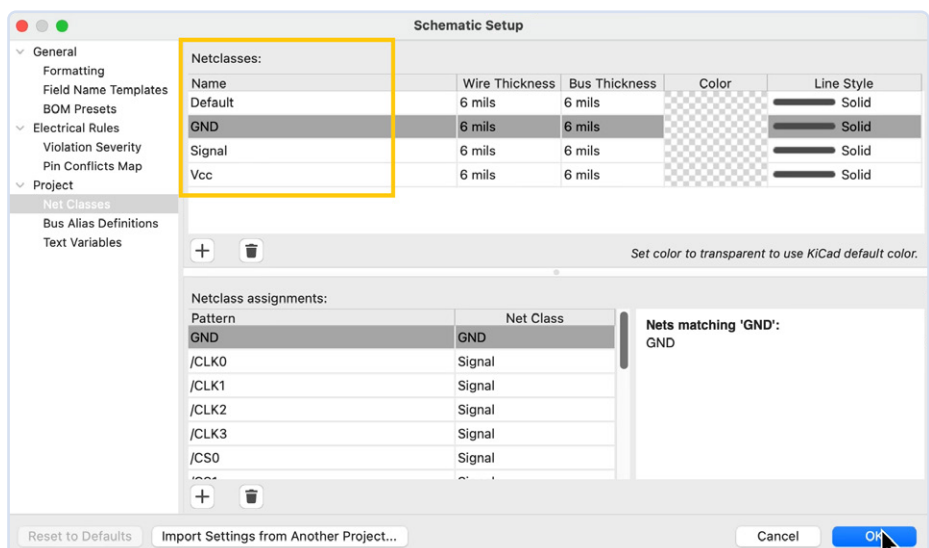 Schematic Setup
General
Formatting
Field Name Templates
BOM Presets
Electrical Rules
Violation Severity
Pin Conflicts Map
Project
Net Classes
Bus Alias Definitions
Text Variables
Netclasses:
Name Wire Thickness Bus Thickness Color Line Style
Default 6 mils 6 mils Solid
GND 6 mils 6 mils Solid
Signal 6 mils 6 mils Solid
Vcc 6 mils 6 mils Solid
Set color to transparent to use KiCad default color.
Netclass assignments:
Pattern Net Class
GND GND
/CLK0 Signal
/CLK1 Signal
/CLK2 Signal
/CLK3 Signal
/CS0 Signal
Nets matching 'GND':
GND
Reset to Defaults Import Settings from Another Project... Cancel OK